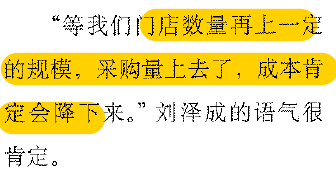 “等我们门店数量再上一定
的规模，采购量上去了，成本肯
定会降下来。”刘泽成的语气很
肯定。